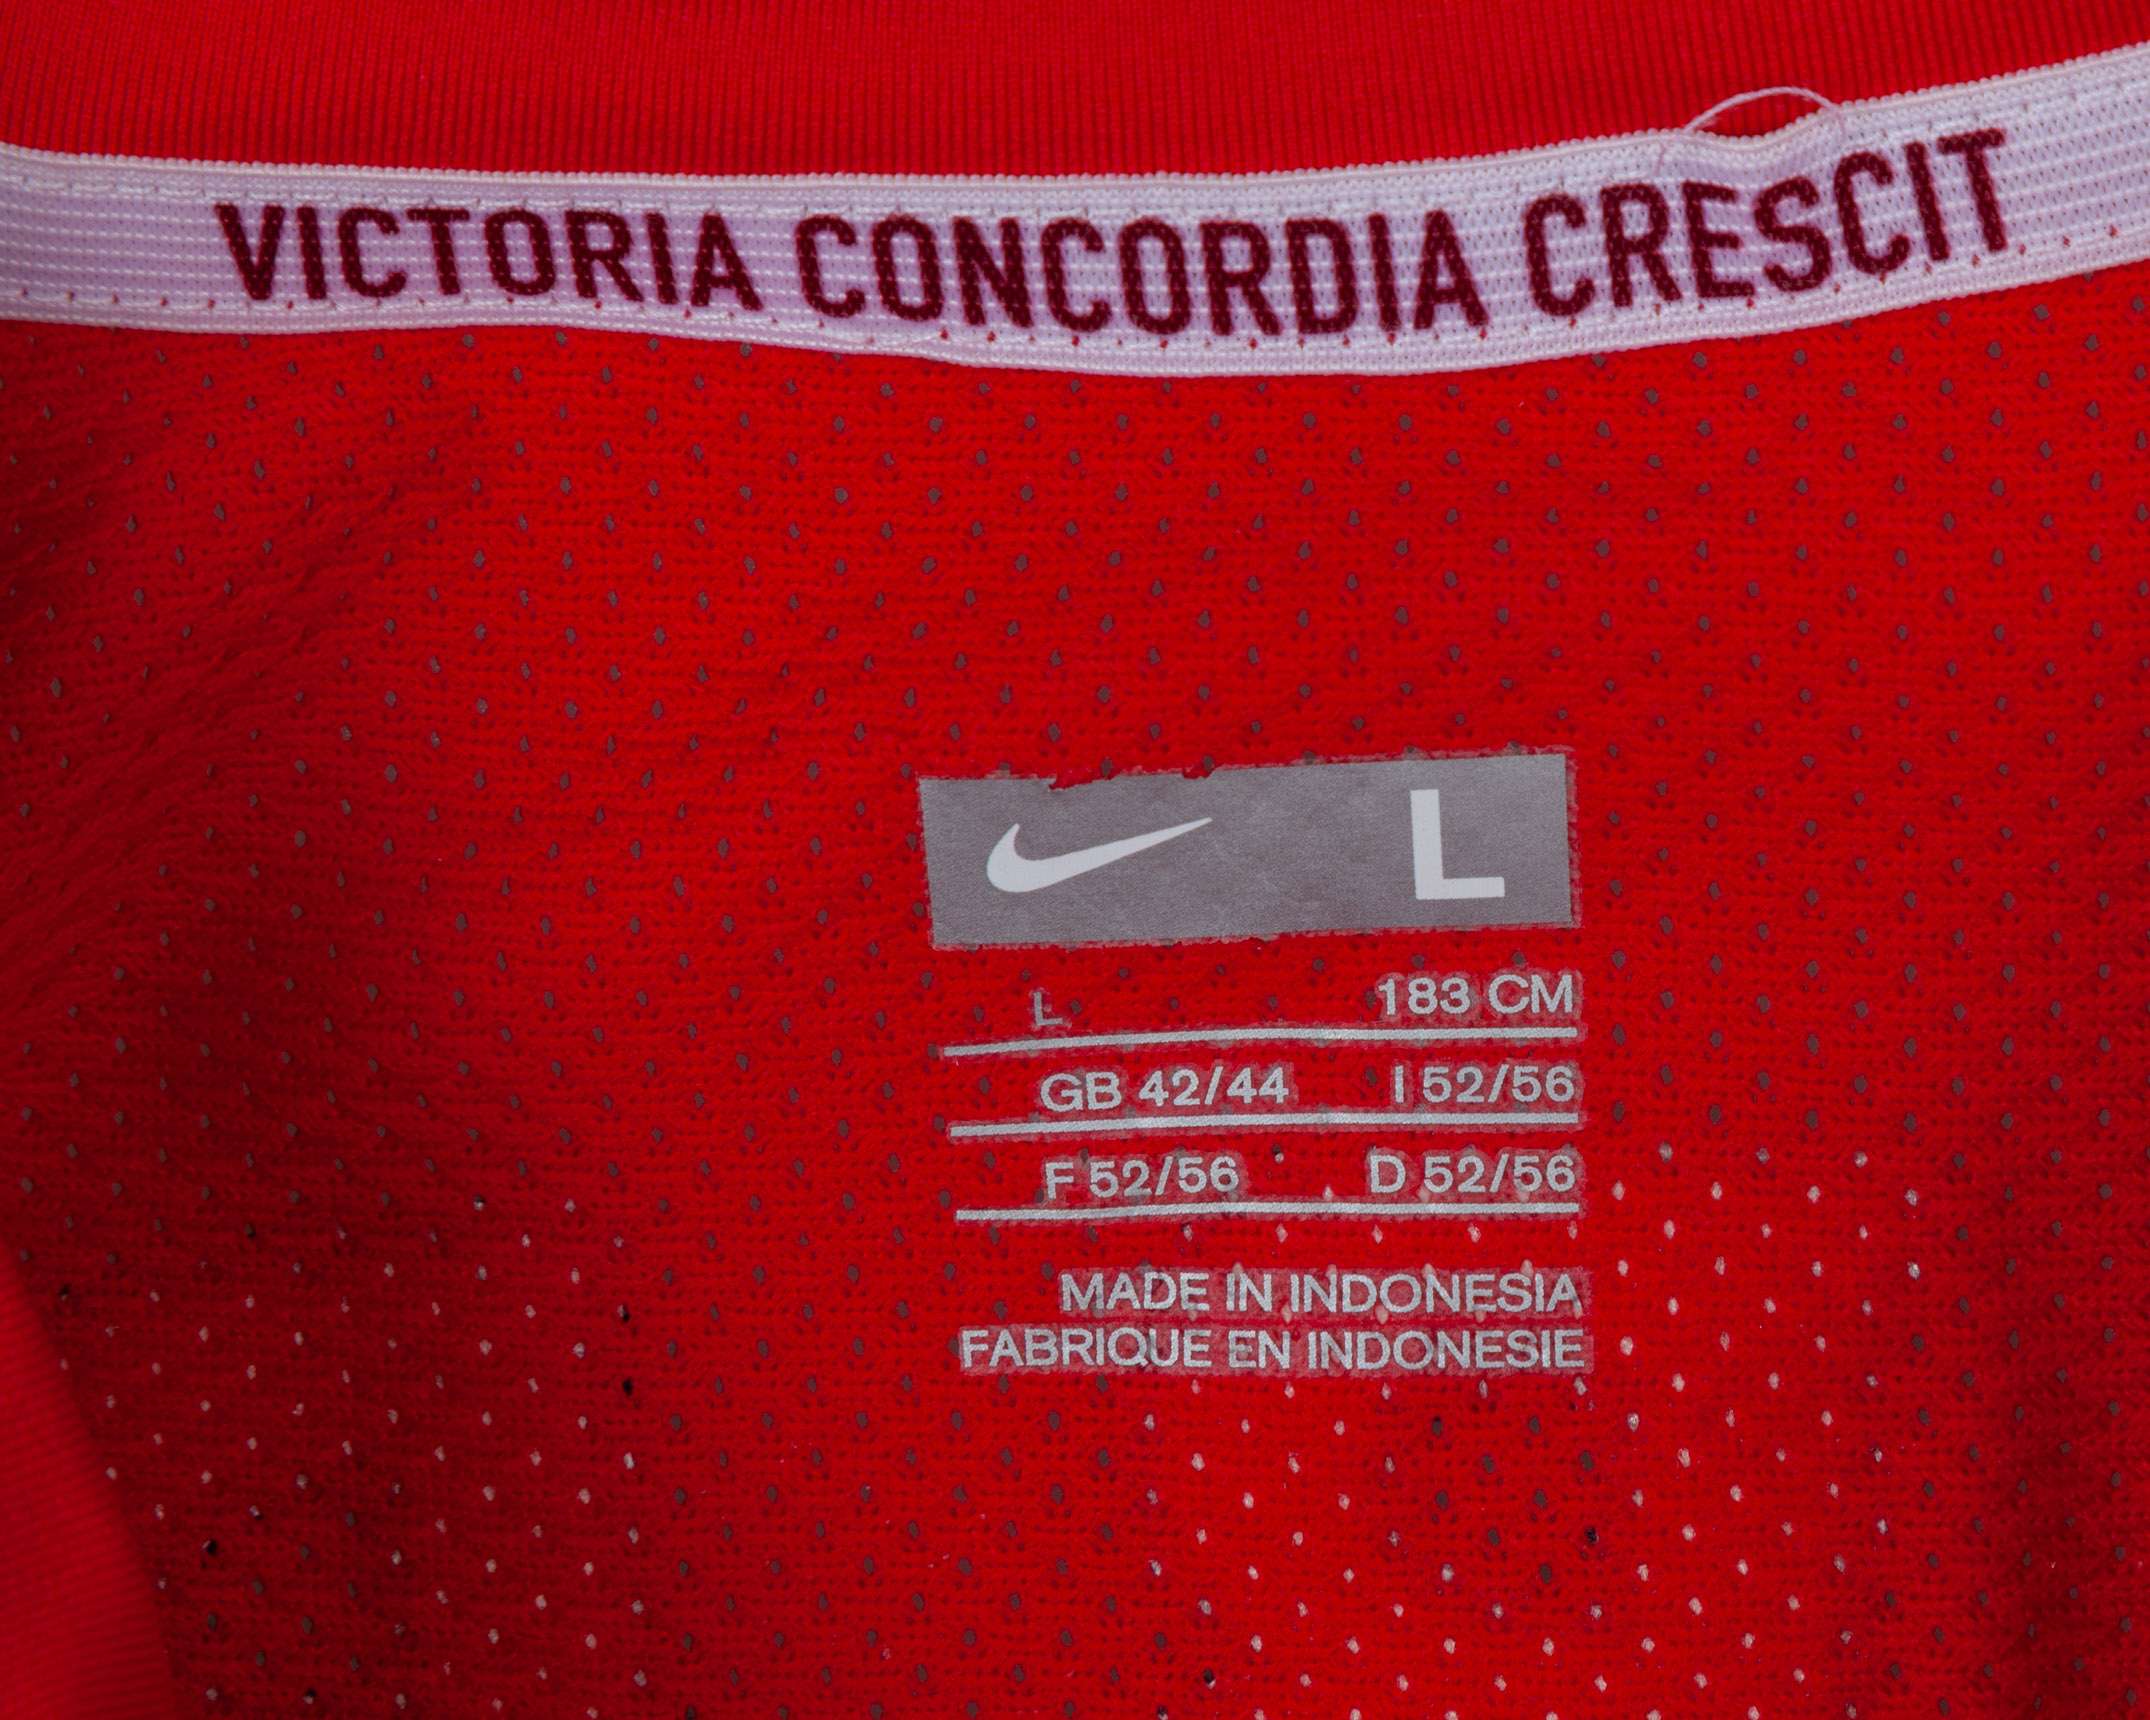 VICTORIA CONCORDIA CRESCIT
L
L 183 CM
GB 42/44 I 52/56
F 52/56 D 52/56
MADE IN INDONESIA
FABRIQUE EN INDONESIE